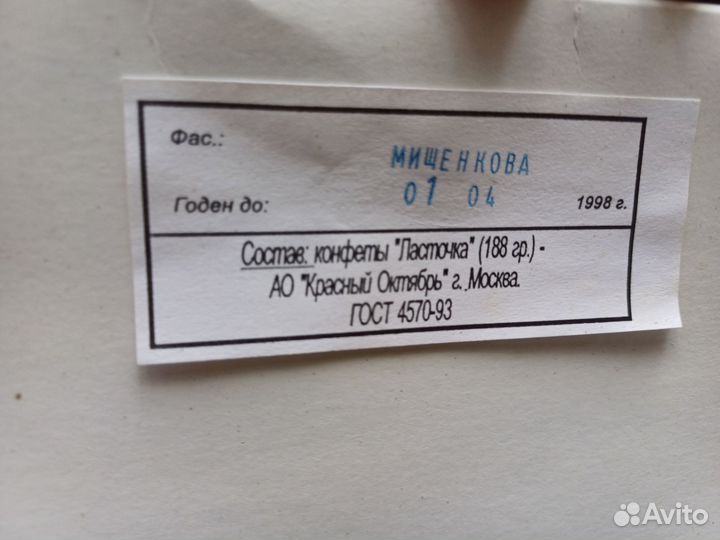 Фас.: МИЩЕНКОВА
Годен до: 01 04 1998 г.
Состав: конфеты "Ласточка" (188 гр.) -
АО "Красный Октябрь" г. Москва.
ГОСТ 4570-93
Avito